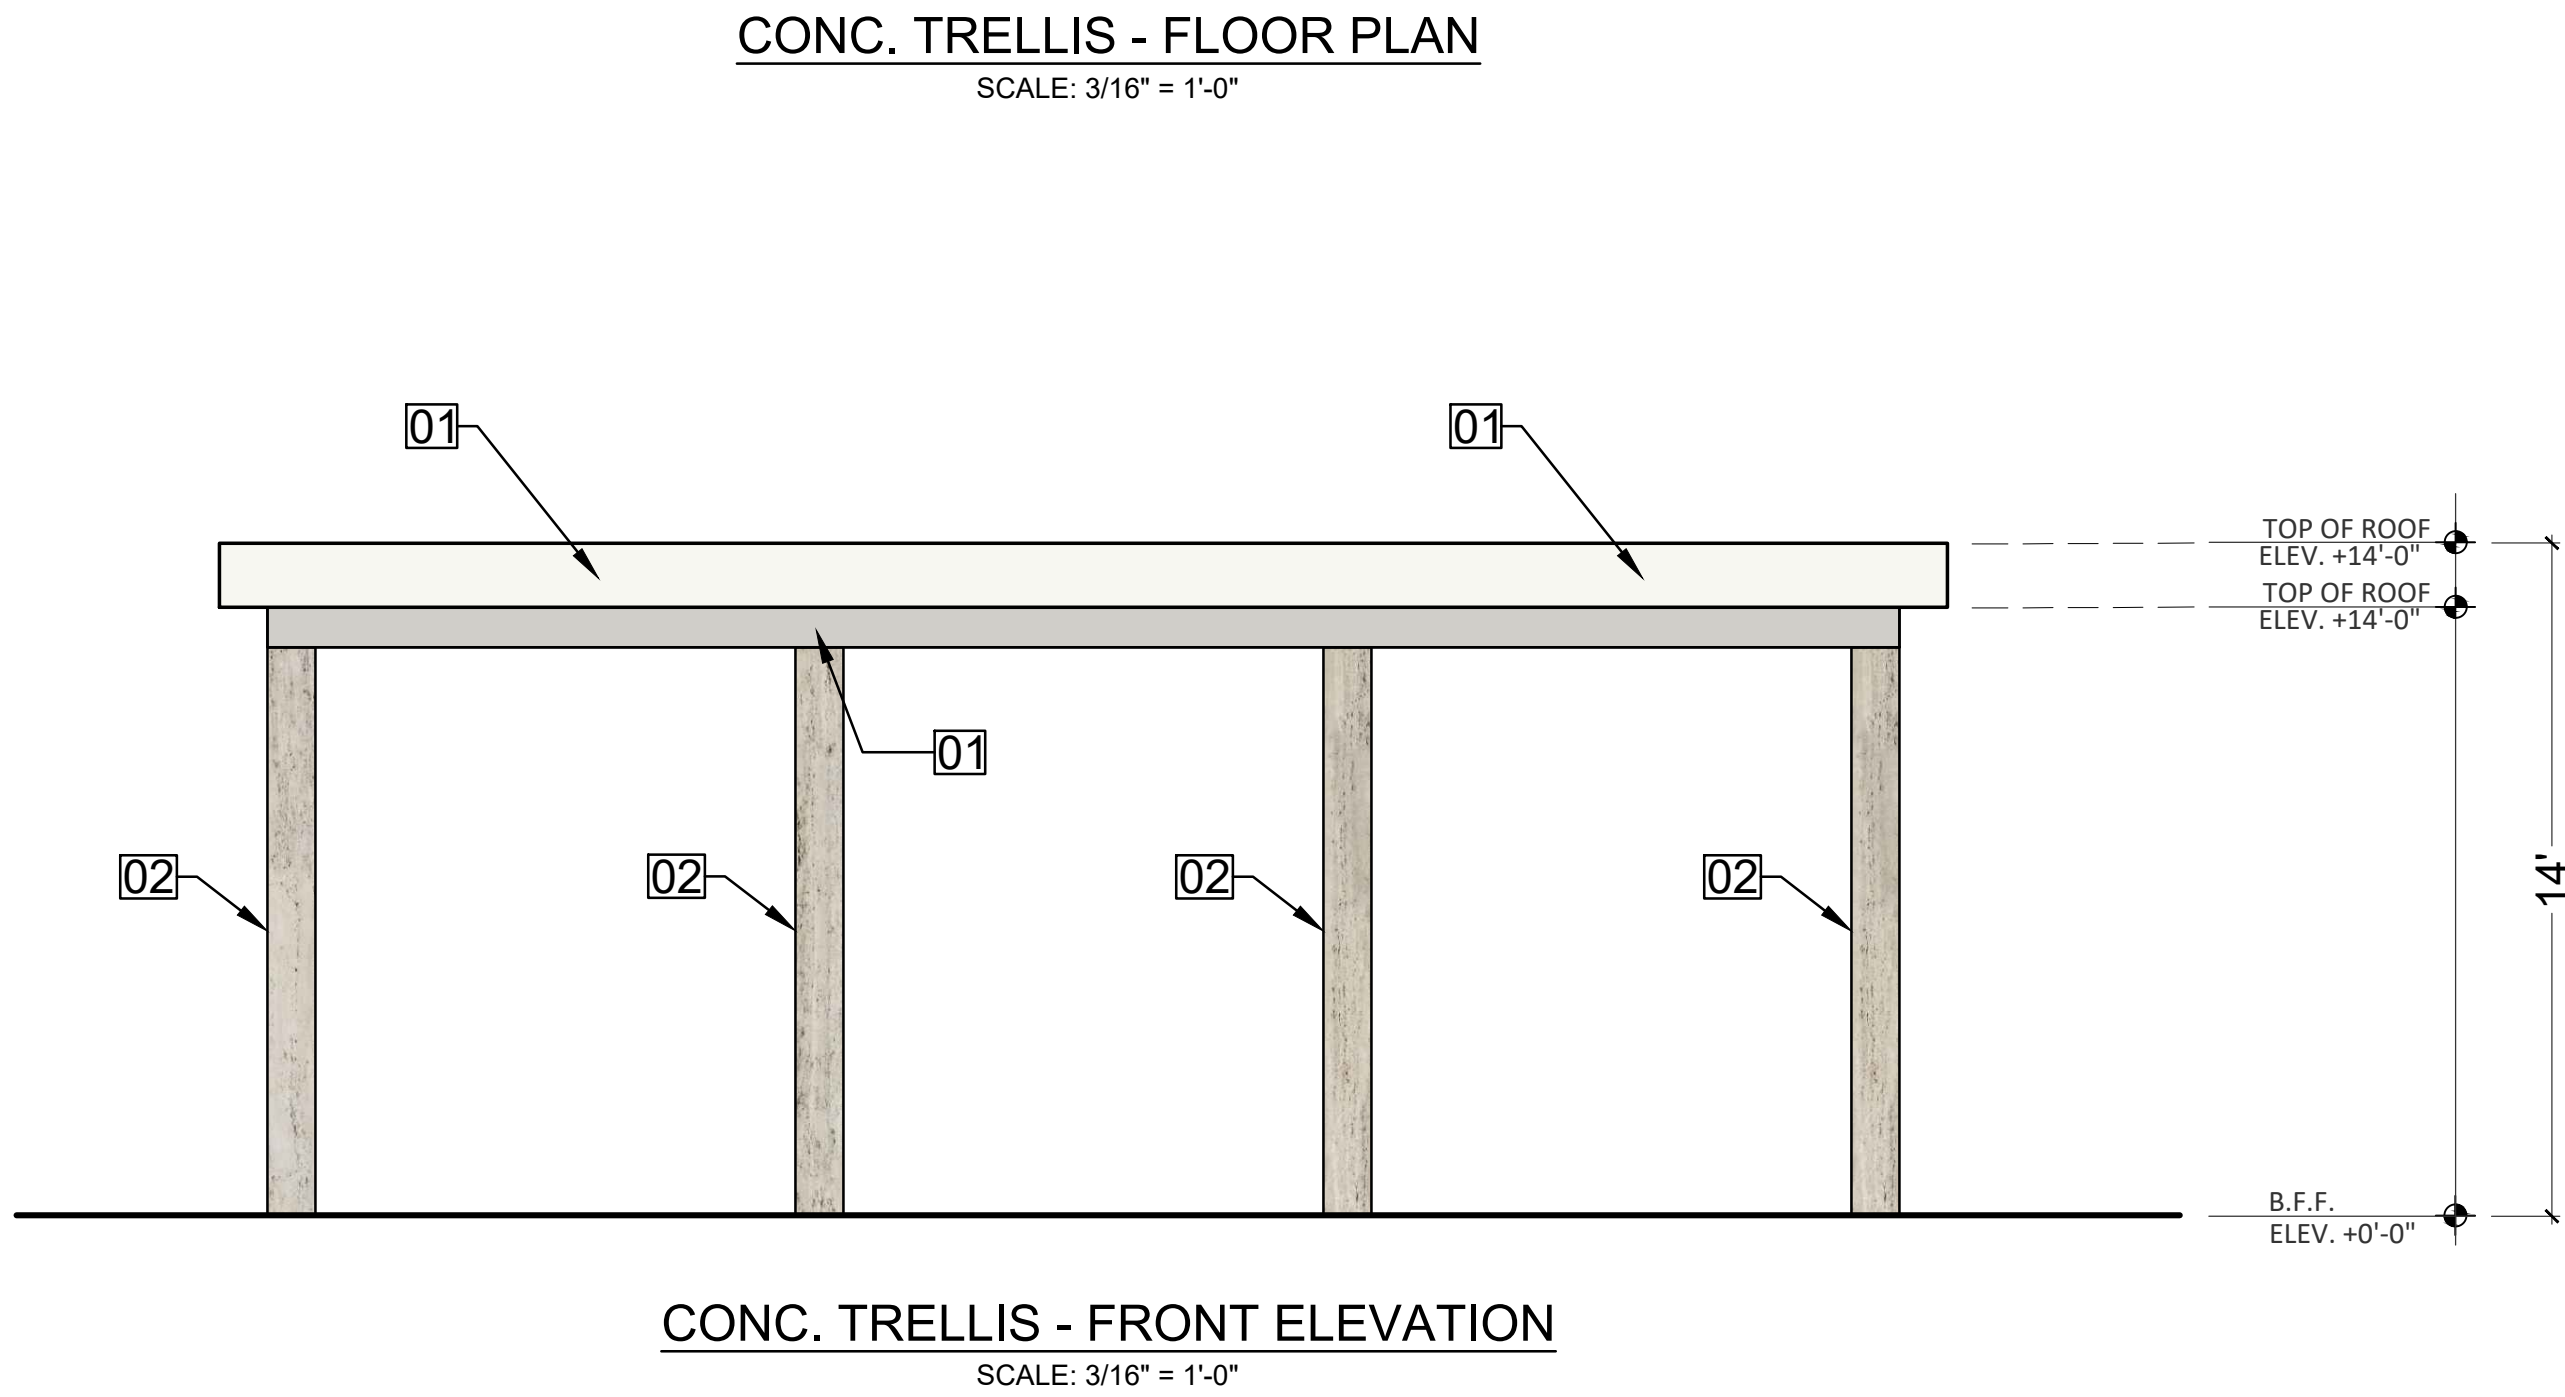 CONC. TRELLIS - FLOOR PLAN
SCALE: 3/16" = 1'-0"
01
01
TOP OF ROOF
ELEV. +14'-0"
TOP OF ROOF
ELEV. +14'-0"
01
02
02
02
02
14'
B.F.F.
ELEV. +0'-0"
CONC. TRELLIS - FRONT ELEVATION
SCALE: 3/16" = 1'-0"